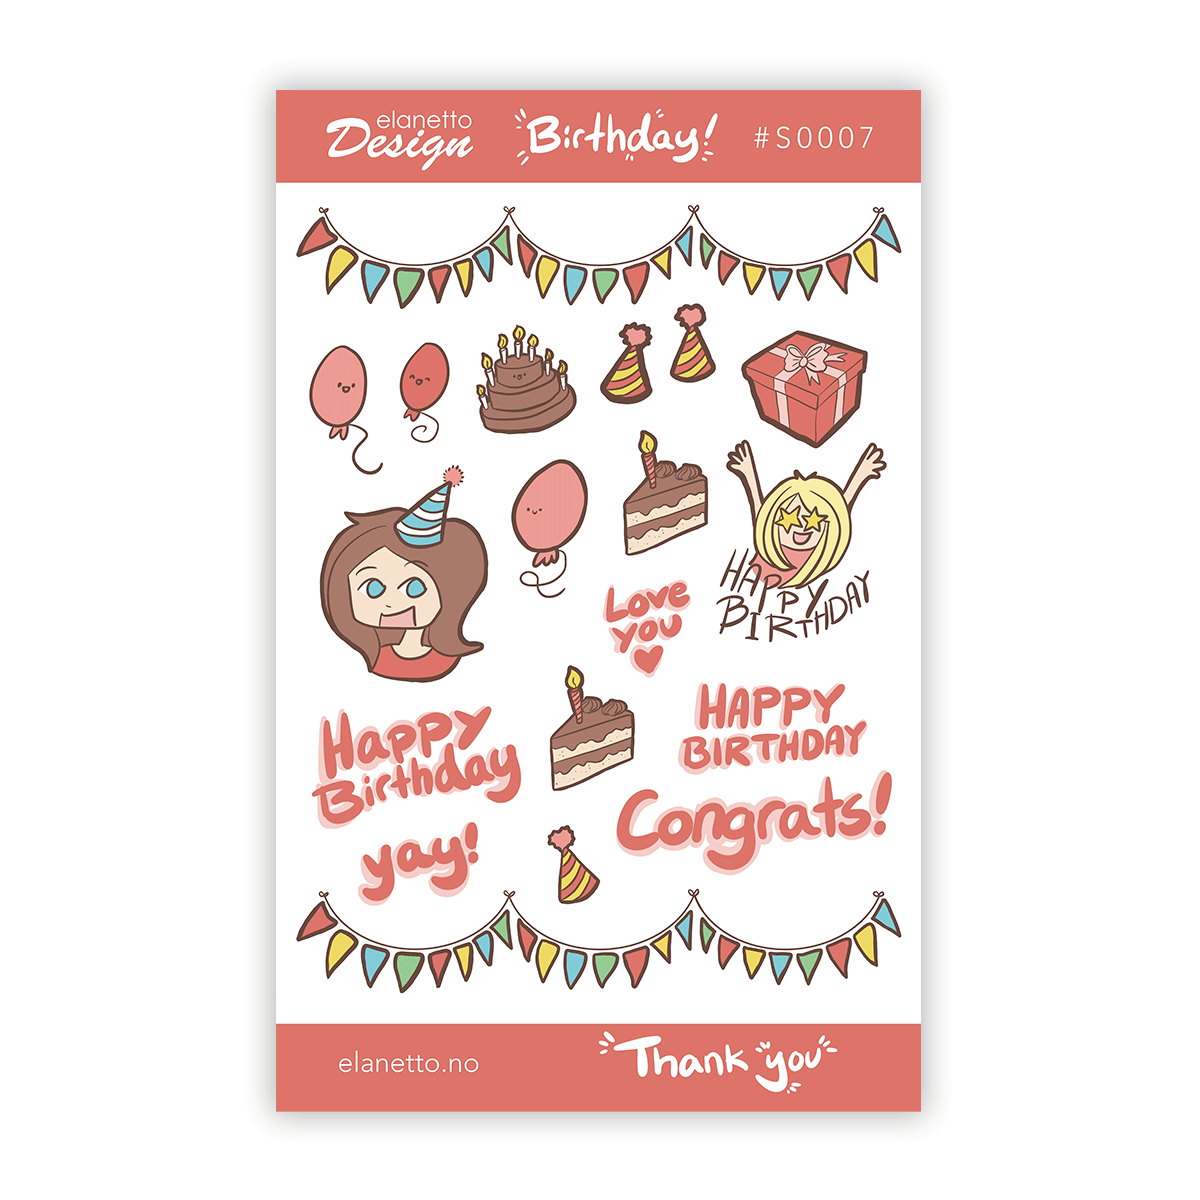 elanetto
Design
Birthday!
#S0007
Love
you
HAPPY
BIRTHDAY
Happy
Birthday
HAPPY
BIRTHDAY
Congrats!
yay!
elanetto.no
Thank you